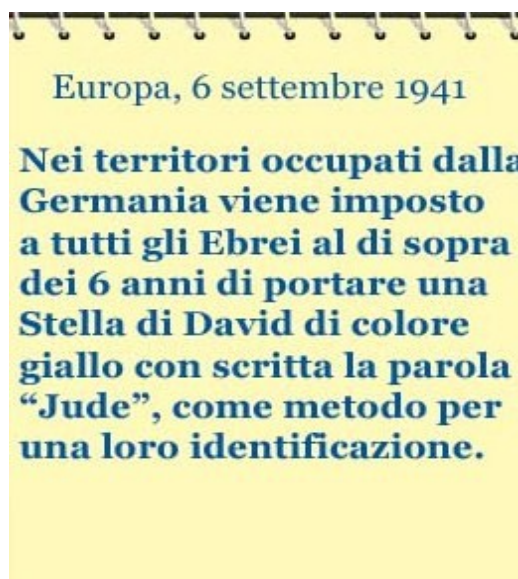 Europa, 6 settembre 1941
Nei territori occupati dalla
Germania viene imposto
a tutti gli Ebrei al di sopra
dei 6 anni di portare una
Stella di David di colore
giallo con scritta la parola
“Jude”, come metodo per
una loro identificazione.